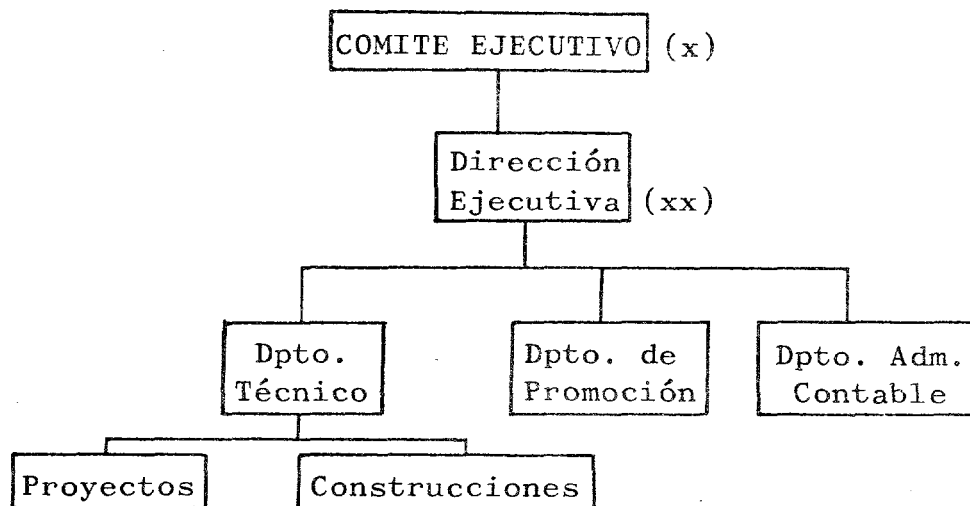 COMITE EJECUTIVO (x)
Dirección
Ejecutiva (xx)
Dpto.
Técnico
Dpto. de
Promoción
Dpto. Adm.
Contable
Proyectos
Construcciones